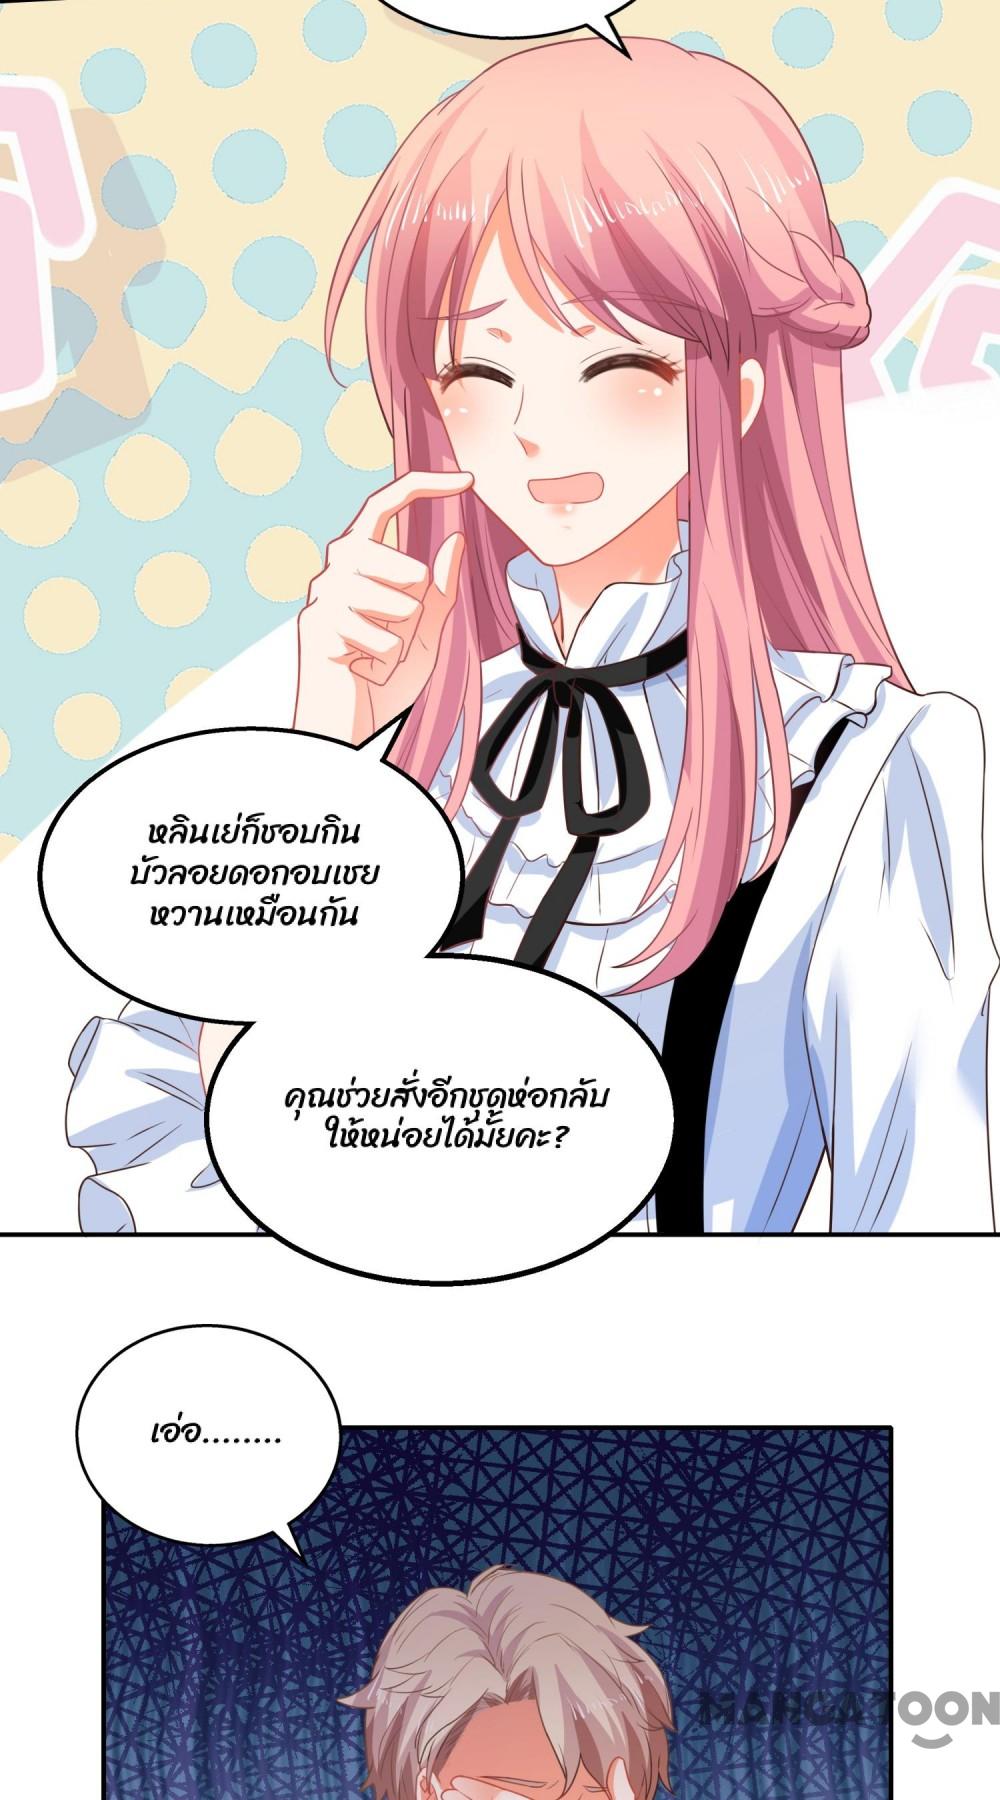 หลินเย่ก็ชอบกิน
บัวลอยดอกอบเชย
หวานเหมือนกัน
คุณช่วยสั่งอีกชุดห่อกลับ
ให้หน่อยได้มั้ยคะ?
เอ่อ........
MANGATOON